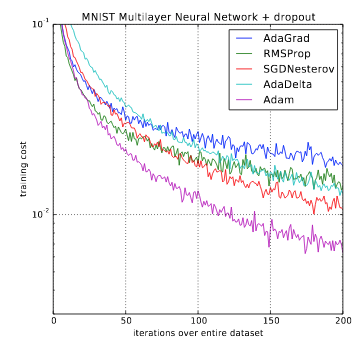 MNIST Multilayer Neural Network + dropout
10⁻¹
AdaGrad
RMSProp
SGDNesterov
AdaDelta
Adam
training cost
10⁻²
0 50 100 150 200
iterations over entire dataset